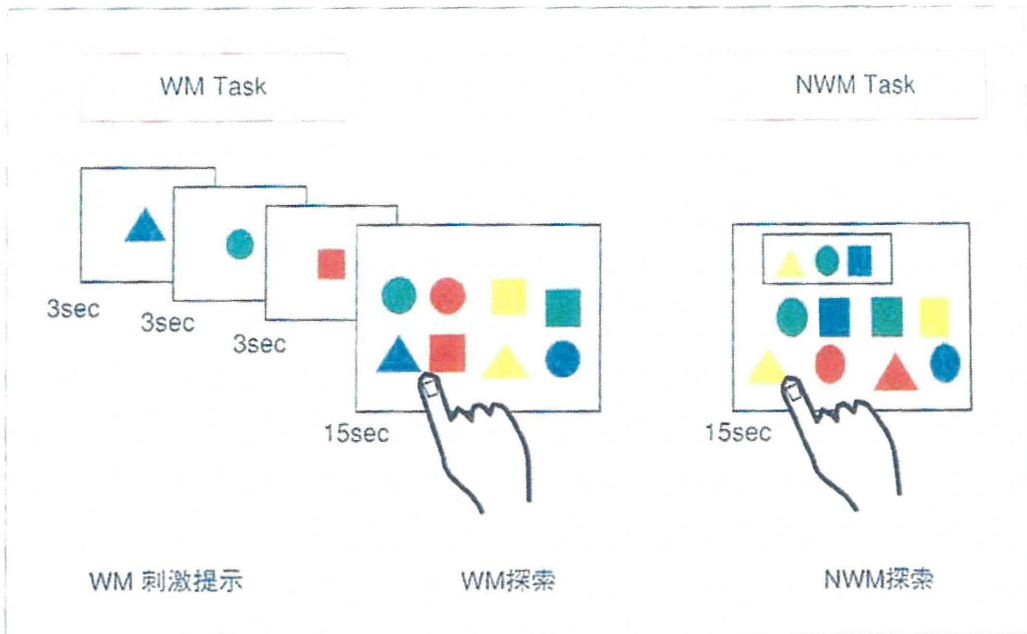 WM Task
NWM Task
3sec
3sec
3sec
15sec
15sec
WM 刺激提示
WM探索
NWM探索